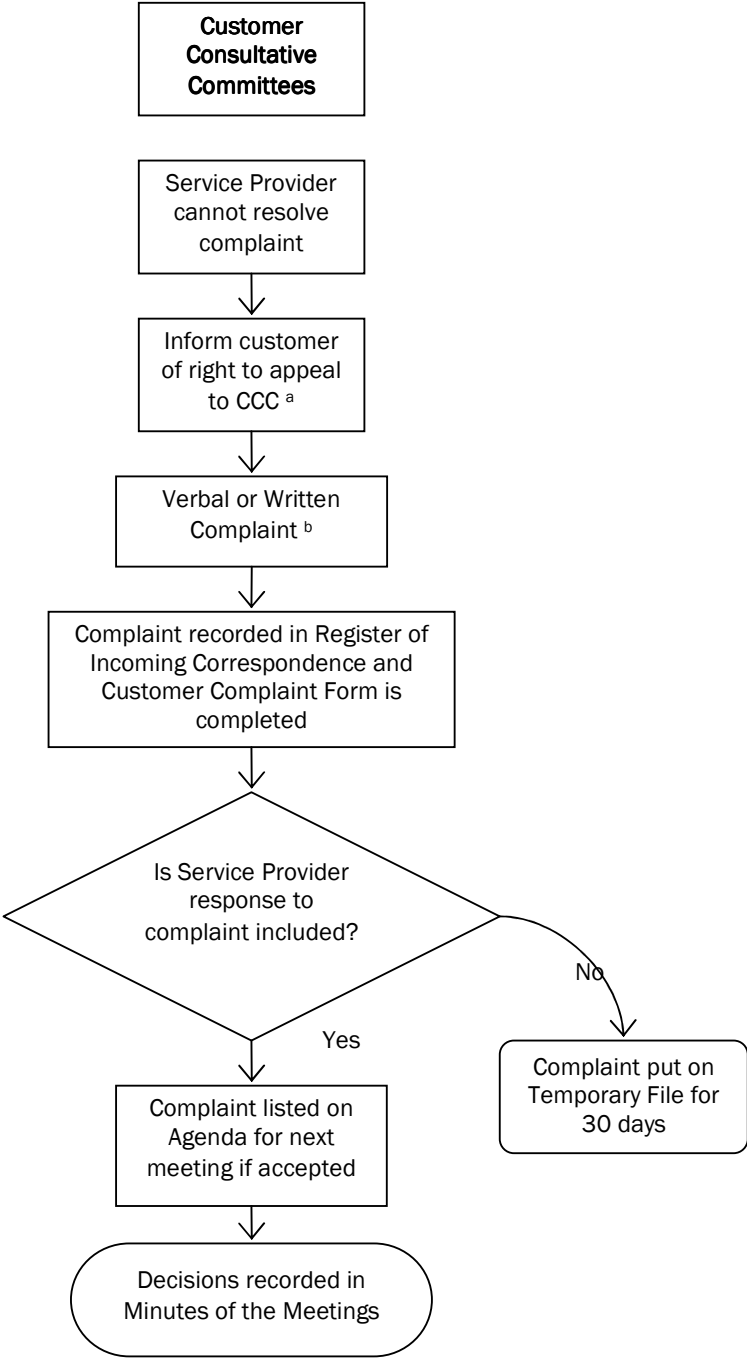 Customer
Consultative
Committees
Service Provider
cannot resolve
complaint
Inform customer
of right to appeal
to CCC a
Verbal or Written
Complaint b
Complaint recorded in Register of
Incoming Correspondence and
Customer Complaint Form is
completed
Is Service Provider
response to
complaint included?
No
Yes
Complaint put on
Temporary File for
30 days
Complaint listed on
Agenda for next
meeting if accepted
Decisions recorded in
Minutes of the Meetings